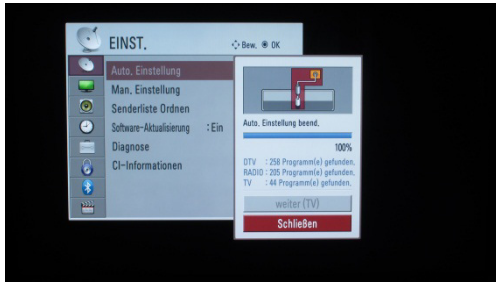 EINST.
Bew. OK
Auto. Einstellung
Man. Einstellung
Senderliste Ordnen
Software-Aktualisierung : Ein
Diagnose
CI-Informationen
Auto. Einstellung beend.
100%
DTV : 258 Programm(e) gefunden.
RADIO : 205 Programm(e) gefunden.
TV : 44 Programm(e) gefunden.
weiter (TV)
Schließen